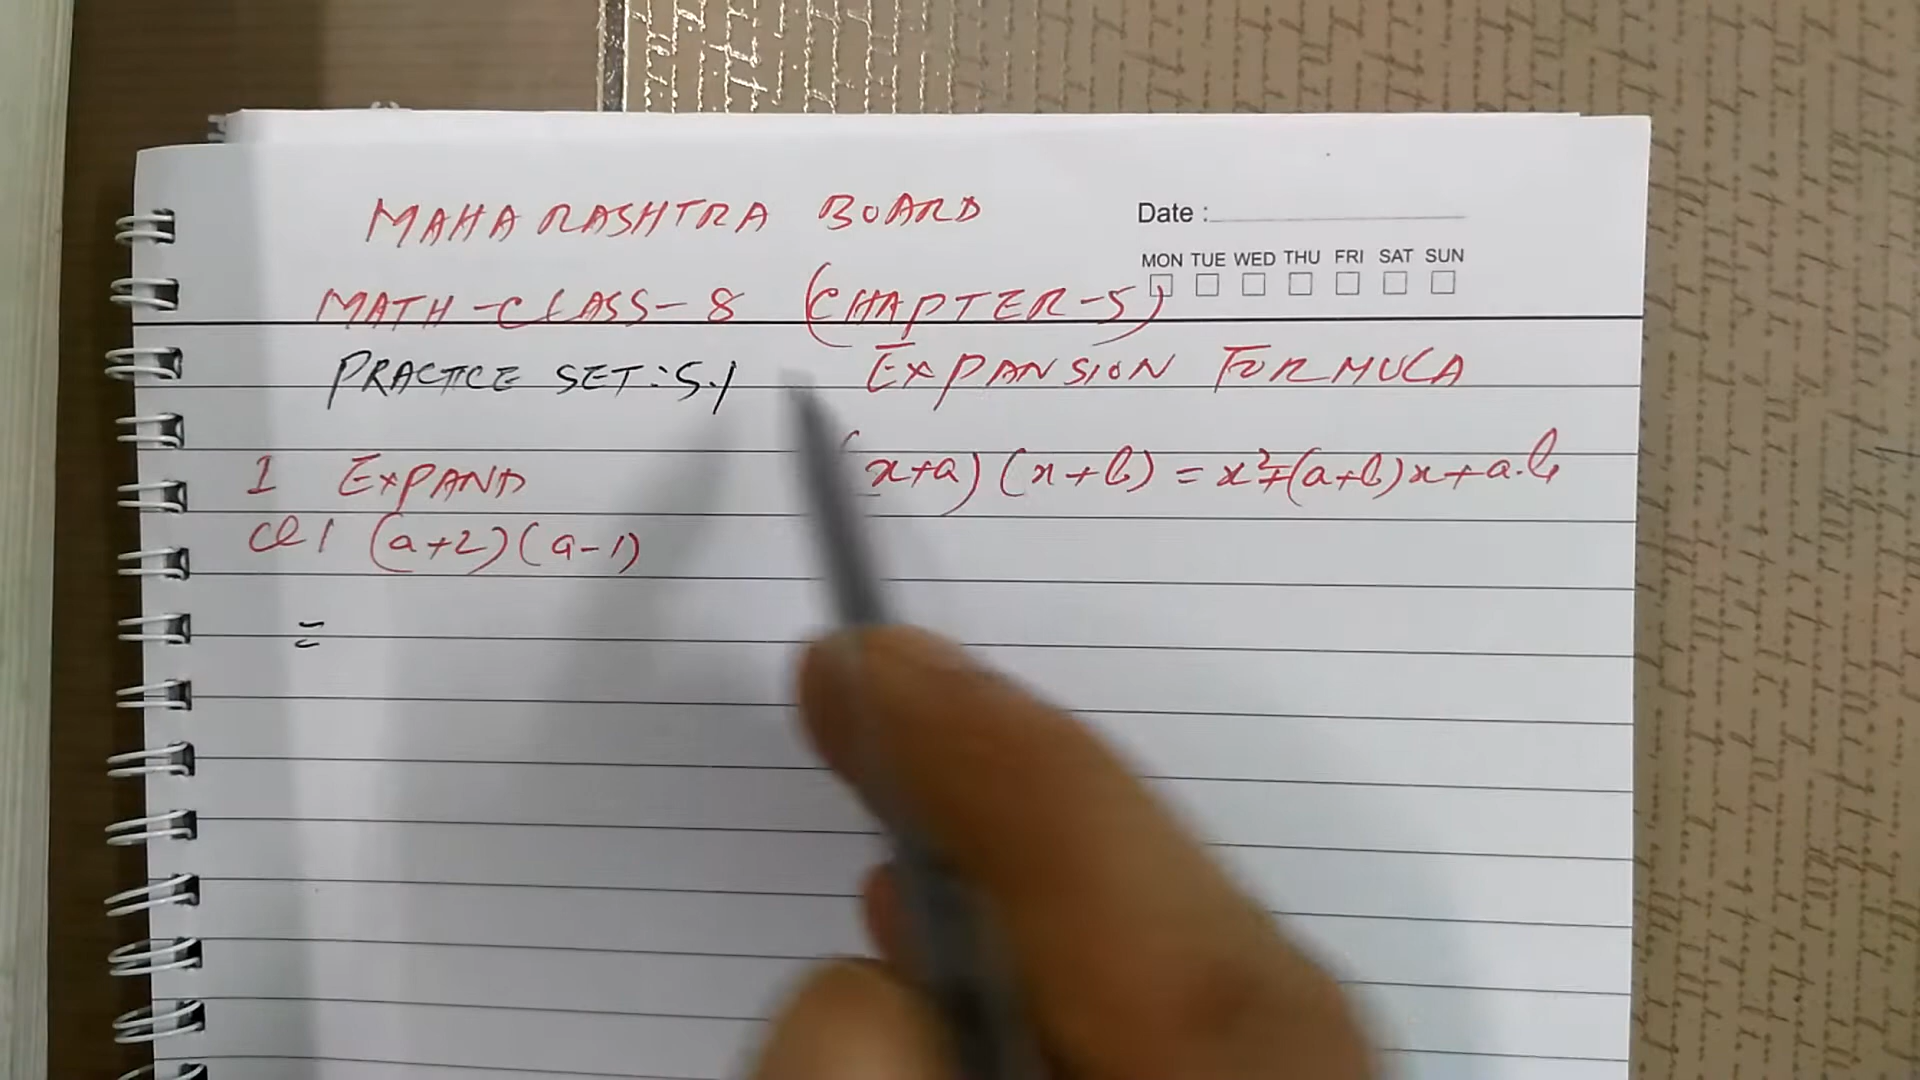 MAHARASHTRA BOARD
Date :
MON TUE WED THU FRI SAT SUN
MATH-CLASS-8 (CHAPTER-5)
PRACTICE SET:5.1 EXPANSION FORMULA
1 EXPAND (x+a) (x+b) = x²+(a+b)x+a.b
Q1 (a+2)(a-1)
=